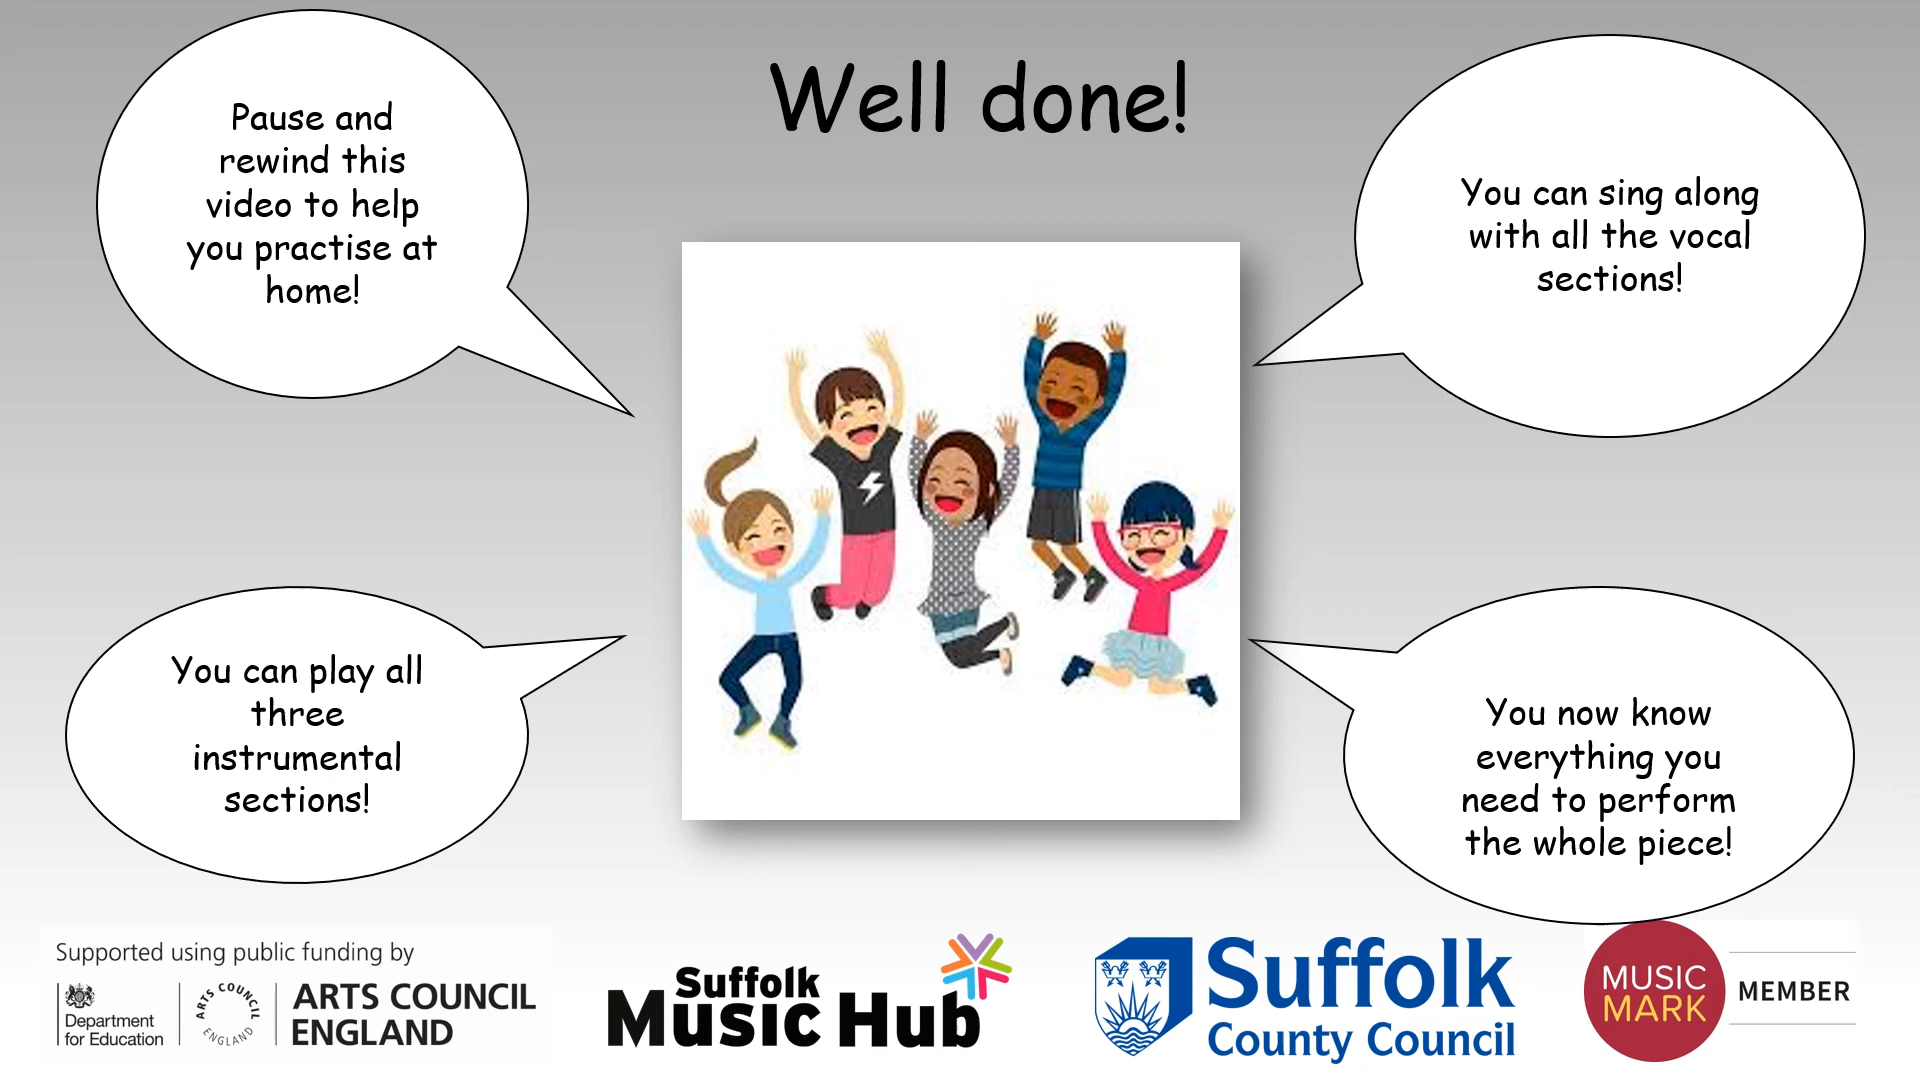 Well done!
Pause and
rewind this
video to help
you practise at
home!
You can sing along
with all the vocal
sections!
You can play all
three
instrumental
sections!
You now know
everything you
need to perform
the whole piece!
Supported using public funding by
Department
for Education
ARTS COUNCIL
ENGLAND
ARTS COUNCIL
ENGLAND
Suffolk
Music Hub
Suffolk
County Council
MUSIC
MARK
MEMBER